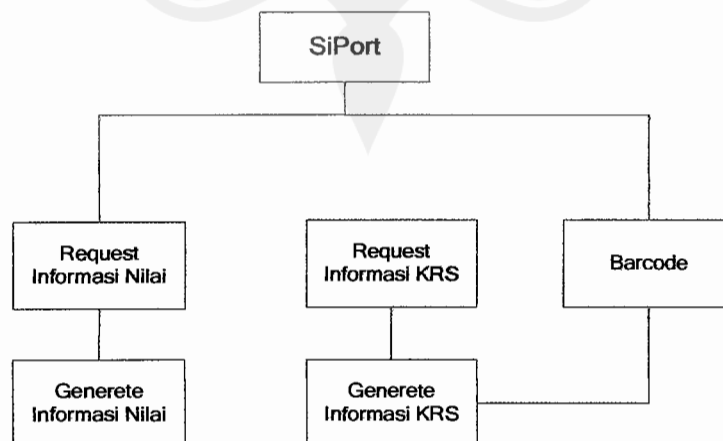 SiPort
Request
Informasi Nilai
Request
Informasi KRS
Barcode
Generete
Informasi Nilai
Generete
Informasi KRS